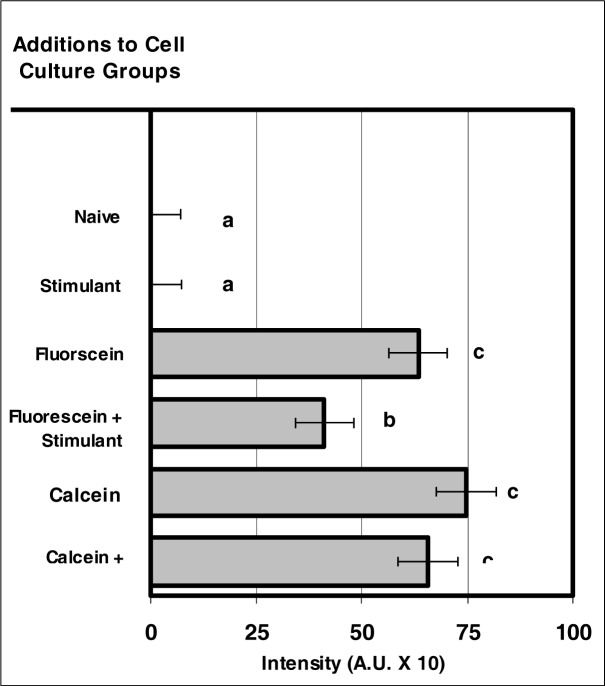 Additions to Cell
Culture Groups
Naive
a
Stimulant
a
Fluorscein
c
Fluorescein +
Stimulant
b
Calcein
c
Calcein +
0 25 50 75 100
Intensity (A.U. X 10)